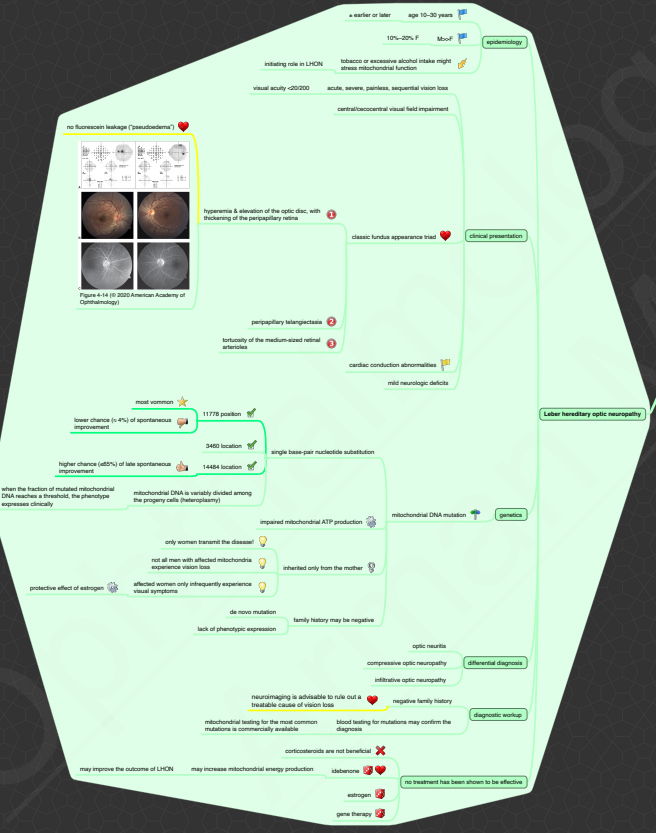 Leber hereditary optic neuropathy
epidemiology
age 10–30 years
± earlier or later
M>>F
10%–20% F
tobacco or excessive alcohol intake might
stress mitochondrial function
initiating role in LHON
clinical presentation
acute, severe, painless, sequential vision loss
visual acuity <20/200
central/cecocentral visual field impairment
classic fundus appearance triad
1
hyperemia & elevation of the optic disc, with
thickening of the peripapillary retina
no fluorescein leakage ("pseudoedema")
Figure 4-14 (© 2020 American Academy of
Ophthalmology)
2
peripapillary telangiectasia
3
tortuosity of the medium-sized retinal
arterioles
cardiac conduction abnormalities
mild neurologic deficits
genetics
mitochondrial DNA mutation
single base-pair nucleotide substitution
11778 position
most vommon
lower chance (≈ 4%) of spontaneous
improvement
3460 location
14484 location
higher chance (≤65%) of late spontaneous
improvement
mitochondrial DNA is variably divided among
the progeny cells (heteroplasmy)
when the fraction of mutated mitochondrial
DNA reaches a threshold, the phenotype
expresses clinically
impaired mitochondrial ATP production
inherited only from the mother
only women transmit the disease!
not all men with affected mitochondria
experience vision loss
affected women only infrequently experience
visual symptoms
protective effect of estrogen
family history may be negative
de novo mutation
lack of phenotypic expression
differential diagnosis
optic neuritis
compressive optic neuropathy
infiltrative optic neuropathy
diagnostic workup
negative family history
neuroimaging is advisable to rule out a
treatable cause of vision loss
blood testing for mutations may confirm the
diagnosis
mitochondrial testing for the most common
mutations is commercially available
no treatment has been shown to be effective
corticosteroids are not beneficial
idebenone
may increase mitochondrial energy production
may improve the outcome of LHON
estrogen
gene therapy